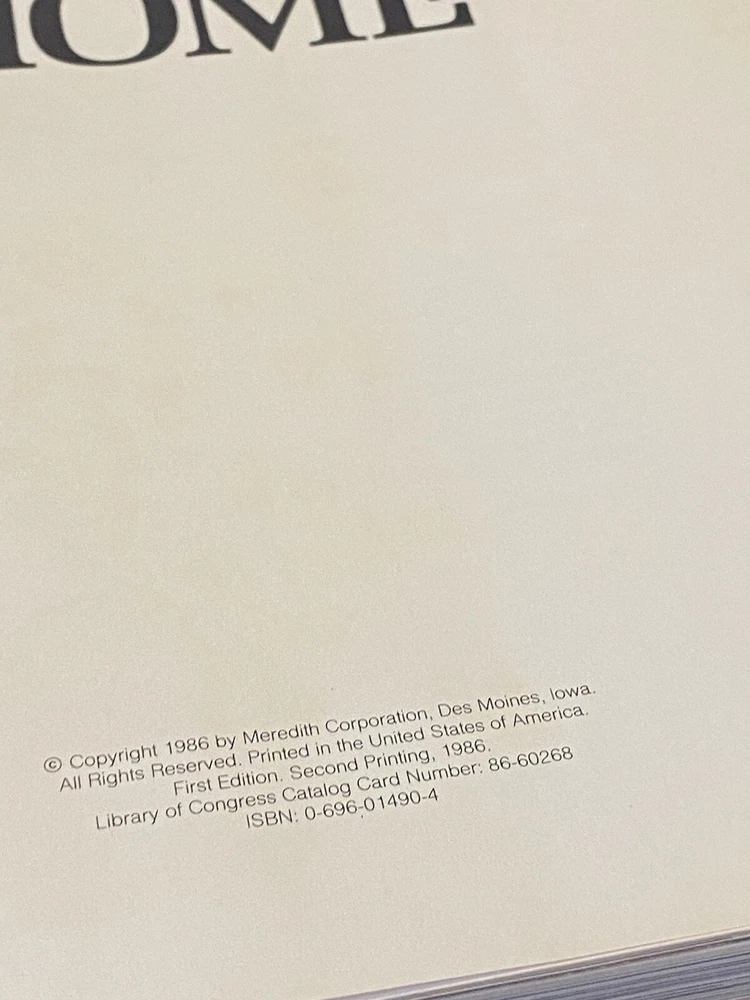 HOME
© Copyright 1986 by Meredith Corporation, Des Moines, Iowa.
All Rights Reserved. Printed in the United States of America.
First Edition. Second Printing, 1986.
Library of Congress Catalog Card Number: 86-60268
ISBN: 0-696-01490-4